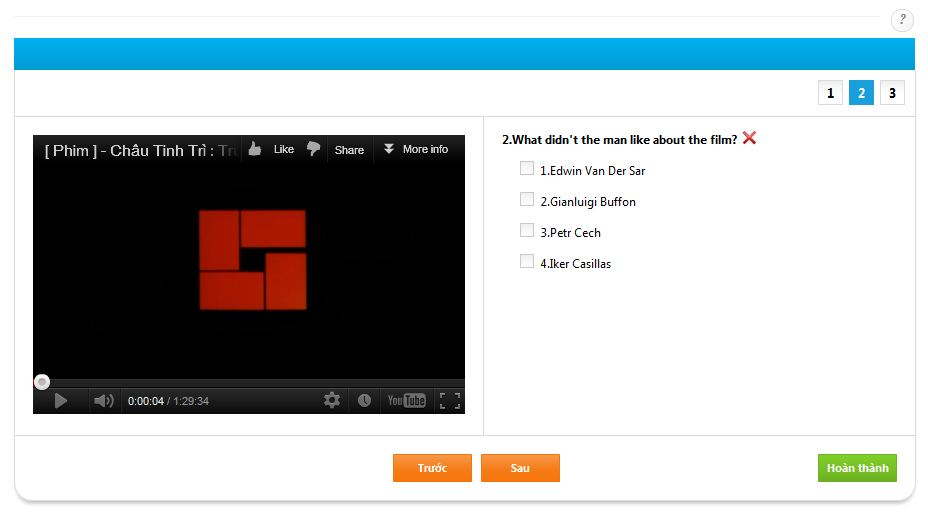 ?
1 2 3
[ Phim ] - Châu Tinh Trì : Tru
Like
Share
More info
2.What didn't the man like about the film?
1.Edwin Van Der Sar
2.Gianluigi Buffon
3.Petr Cech
4.Iker Casillas
0:00:04 / 1:29:34
YouTube
Trước
Sau
Hoàn thành